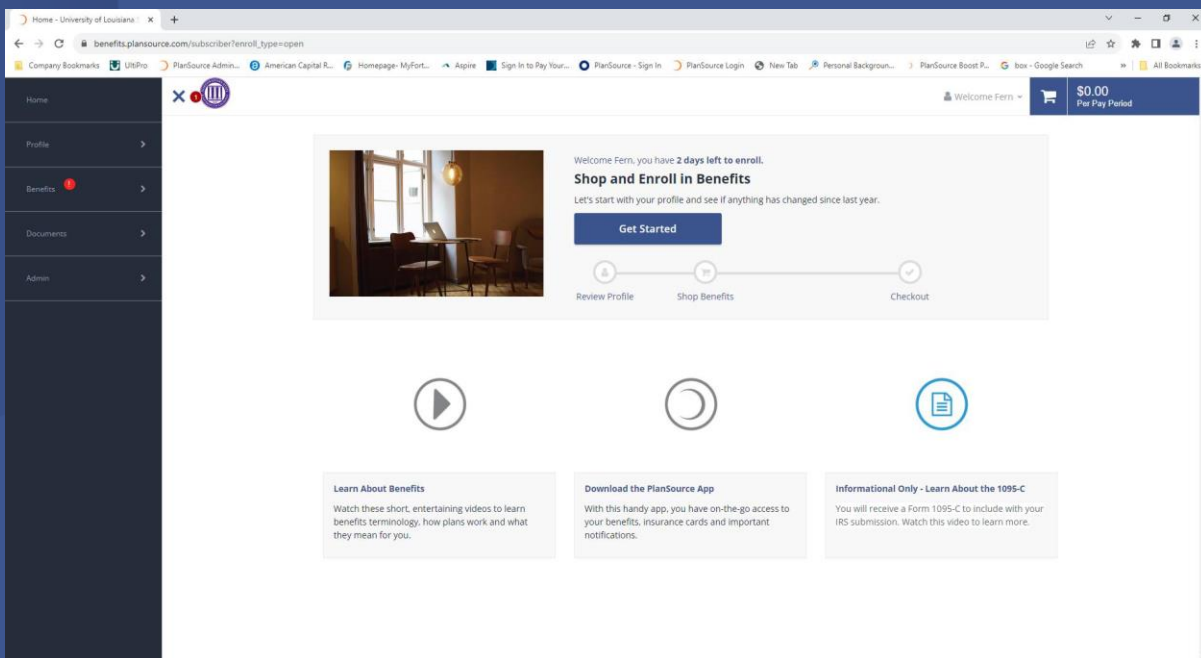 Home - University of Louisiana
benefits.plansource.com/subscriber?enroll_type=open
Company Bookmarks UltiPro PlanSource Admin... American Capital R... Homepage- MyFort... Aspire Sign In to Pay Your... PlanSource - Sign In PlanSource Login New Tab Personal Backgroun... PlanSource Boost P... box - Google Search » All Bookmarks
Home
Profile
Benefits !
Documents
Admin
Welcome Fern
$0.00
Per Pay Period
Welcome Fern, you have 2 days left to enroll.
Shop and Enroll in Benefits
Let's start with your profile and see if anything has changed since last year.
Get Started
Review Profile Shop Benefits Checkout
Learn About Benefits
Watch these short, entertaining videos to learn
benefits terminology, how plans work and what
they mean for you.
Download the PlanSource App
With this handy app, you have on-the-go access to
your benefits, insurance cards and important
notifications.
Informational Only - Learn About the 1095-C
You will receive a Form 1095-C to include with your
IRS submission. Watch this video to learn more.